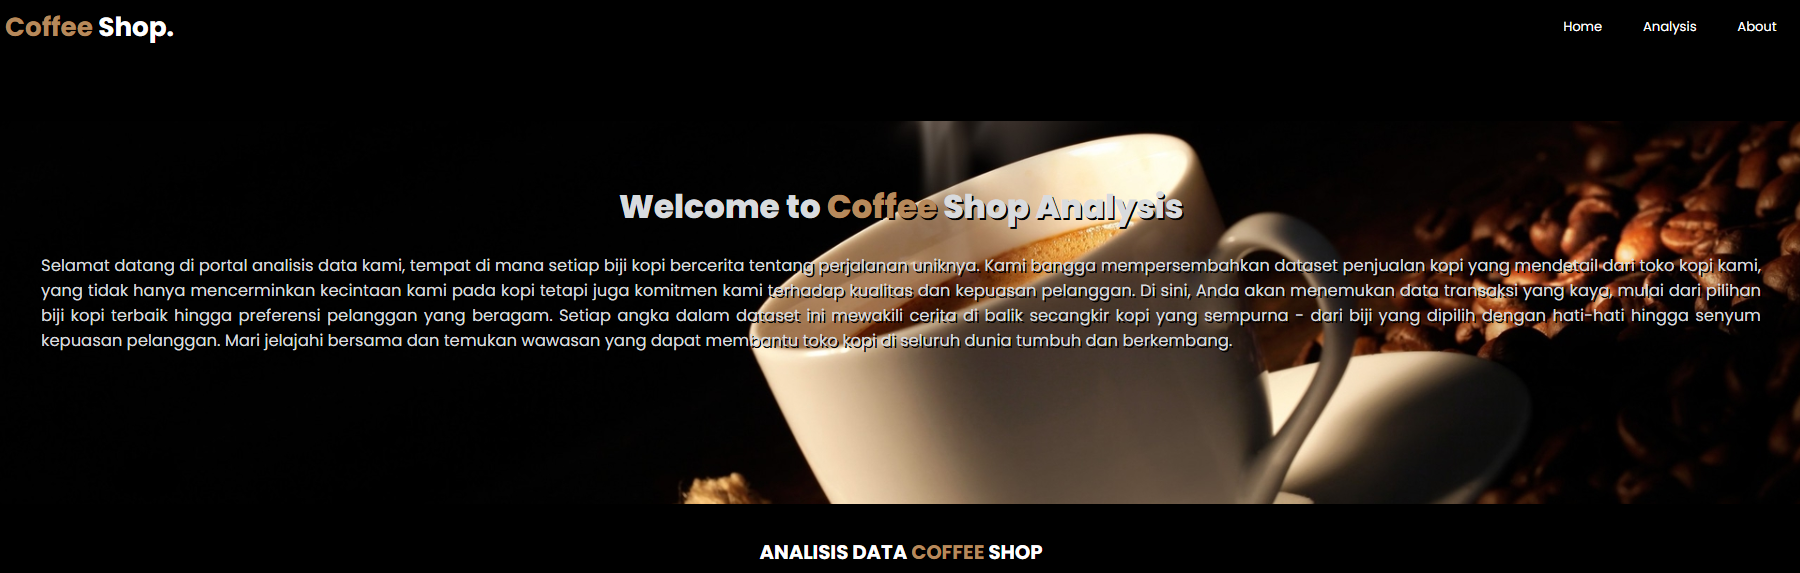 Coffee Shop.
Home
Analysis
About
Welcome to Coffee Shop Analysis
Selamat datang di portal analisis data kami, tempat di mana setiap biji kopi bercerita tentang perjalanan uniknya. Kami bangga mempersembahkan dataset penjualan kopi yang mendetail dari toko kopi kami,
yang tidak hanya mencerminkan kecintaan kami pada kopi tetapi juga komitmen kami terhadap kualitas dan kepuasan pelanggan. Di sini, Anda akan menemukan data transaksi yang kaya, mulai dari pilihan
biji kopi terbaik hingga preferensi pelanggan yang beragam. Setiap angka dalam dataset ini mewakili cerita di balik secangkir kopi yang sempurna - dari biji yang dipilih dengan hati-hati hingga senyum
kepuasan pelanggan. Mari jelajahi bersama dan temukan wawasan yang dapat membantu toko kopi di seluruh dunia tumbuh dan berkembang.
ANALISIS DATA COFFEE SHOP